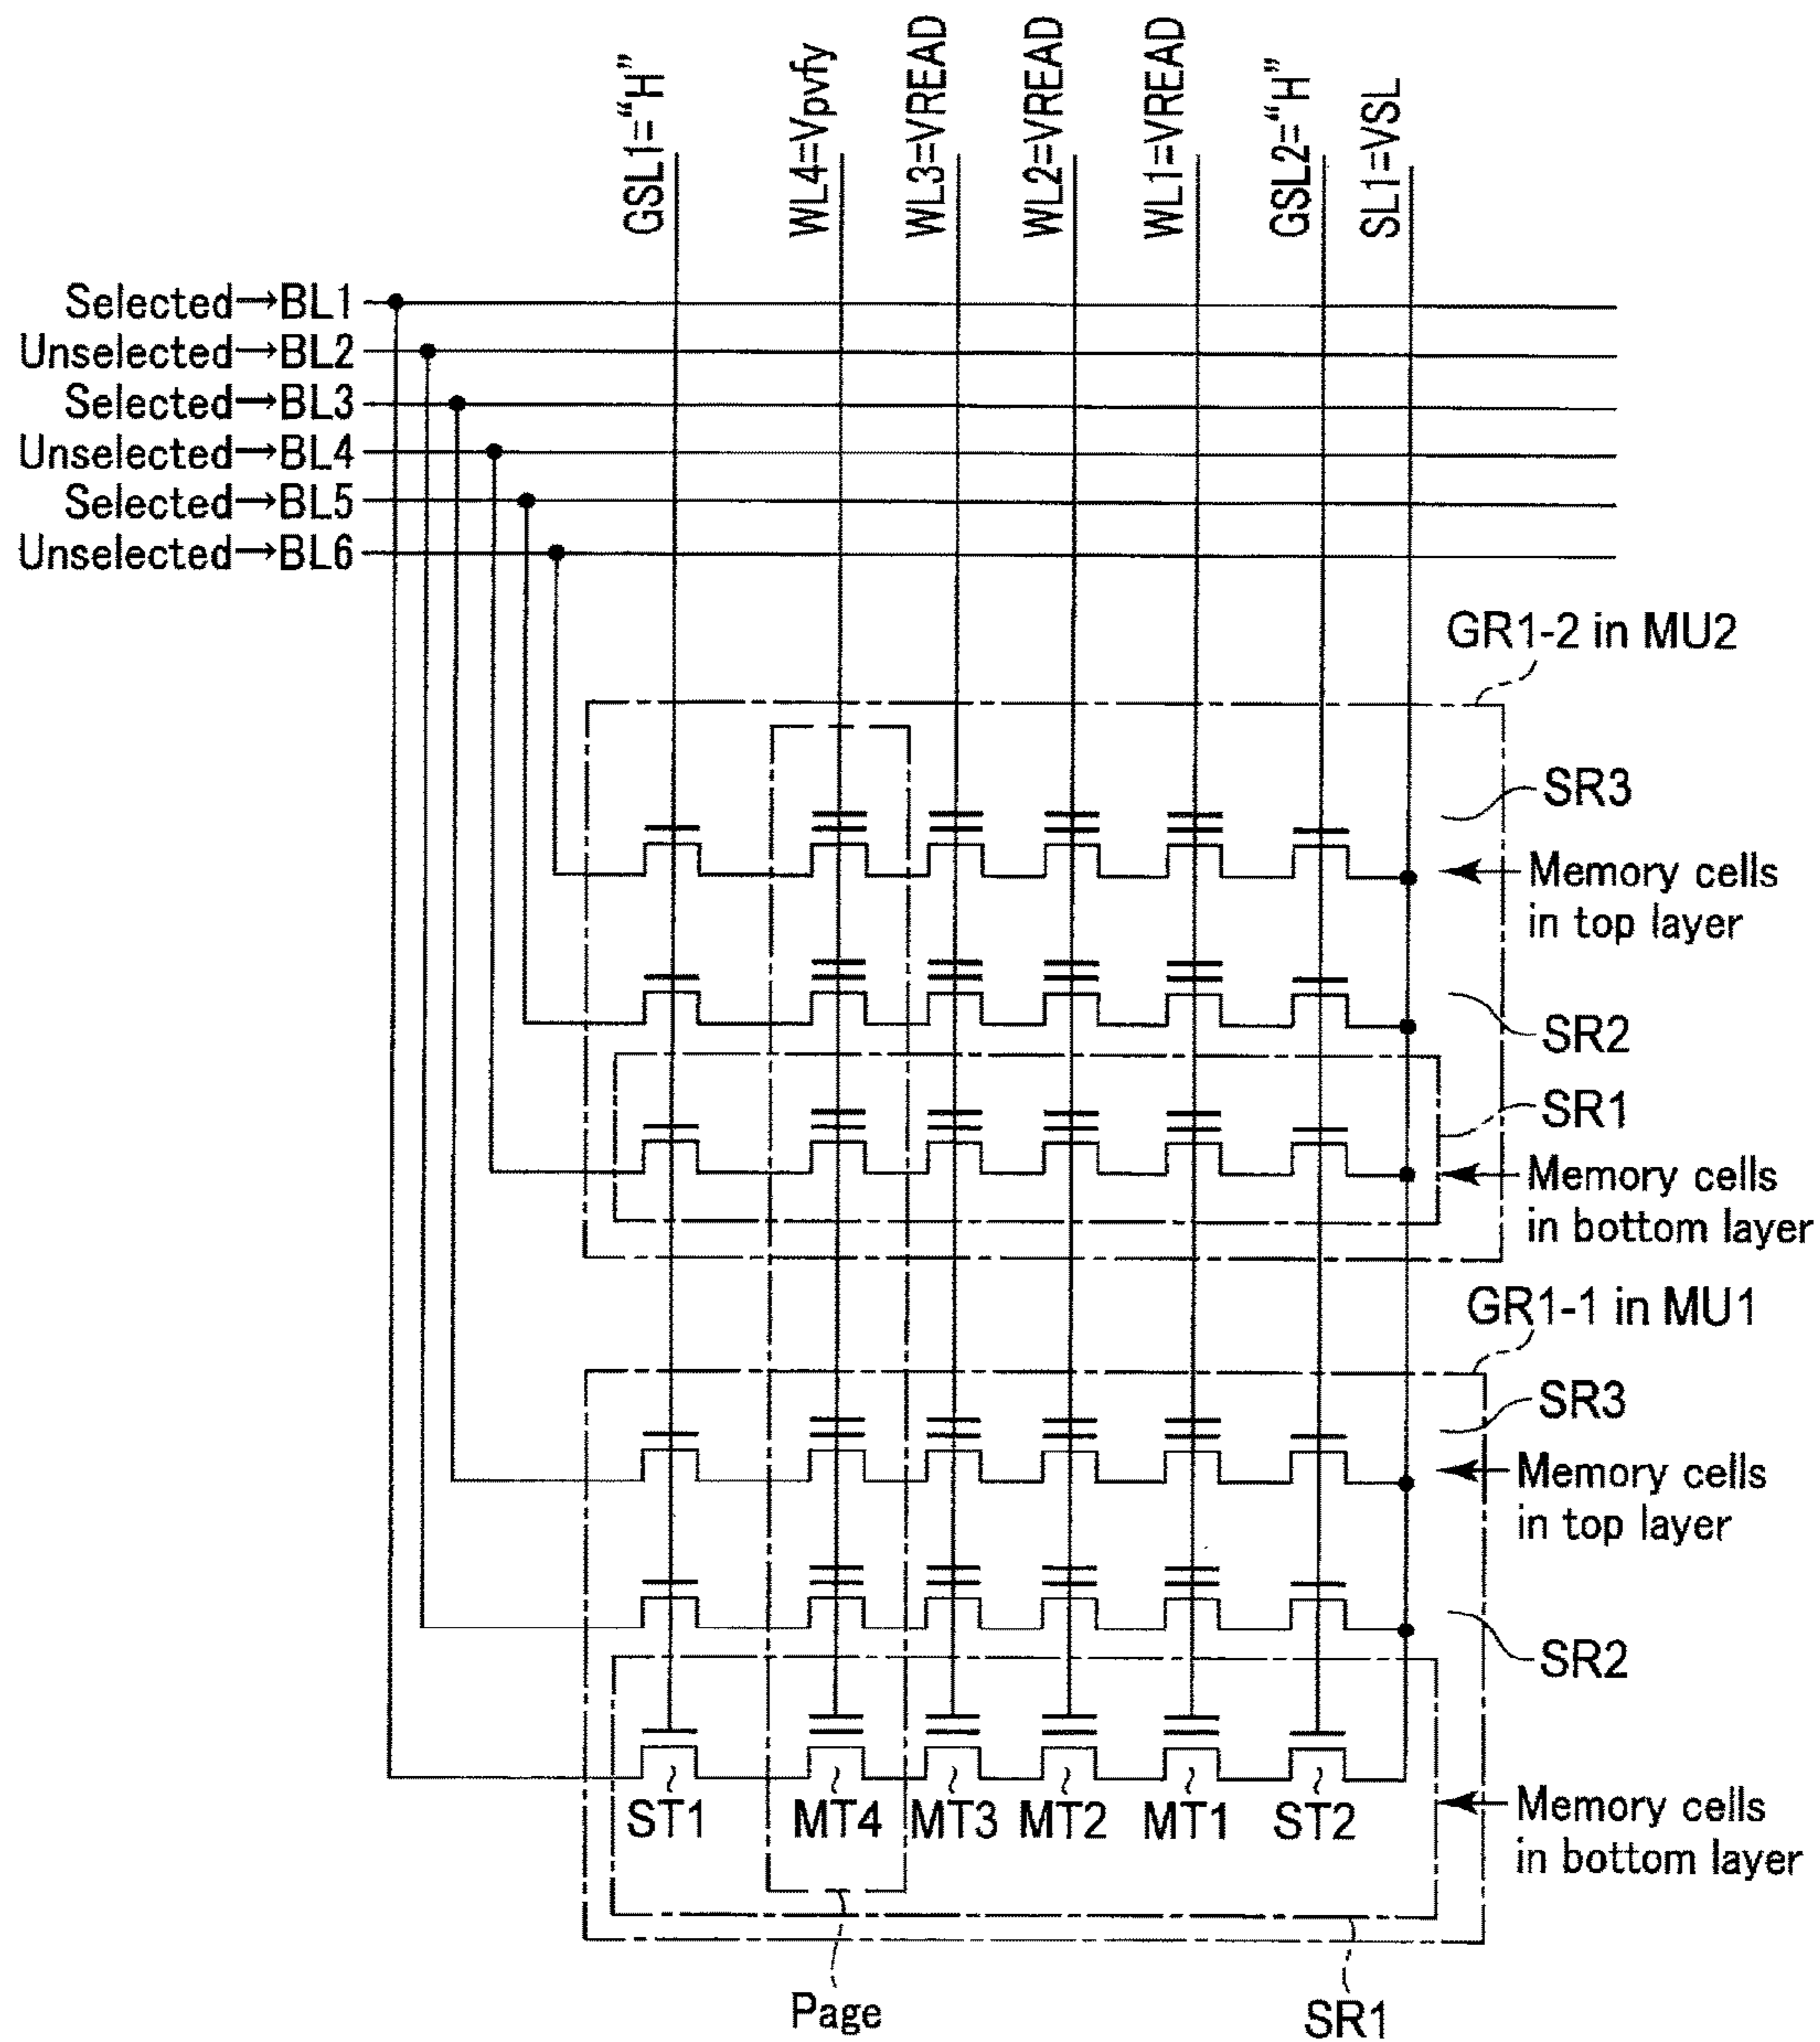 GSL1="H"
WL4=Vpvfy
WL3=VREAD
WL2=VREAD
WL1=VREAD
GSL2="H"
SL1=VSL
Selected→BL1
Unselected→BL2
Selected→BL3
Unselected→BL4
Selected→BL5
Unselected→BL6
GR1-2 in MU2
SR3
Memory cells
in top layer
SR2
SR1
Memory cells
in bottom layer
GR1-1 in MU1
SR3
Memory cells
in top layer
SR2
ST1
MT4
MT3
MT2
MT1
ST2
Memory cells
in bottom layer
Page
SR1